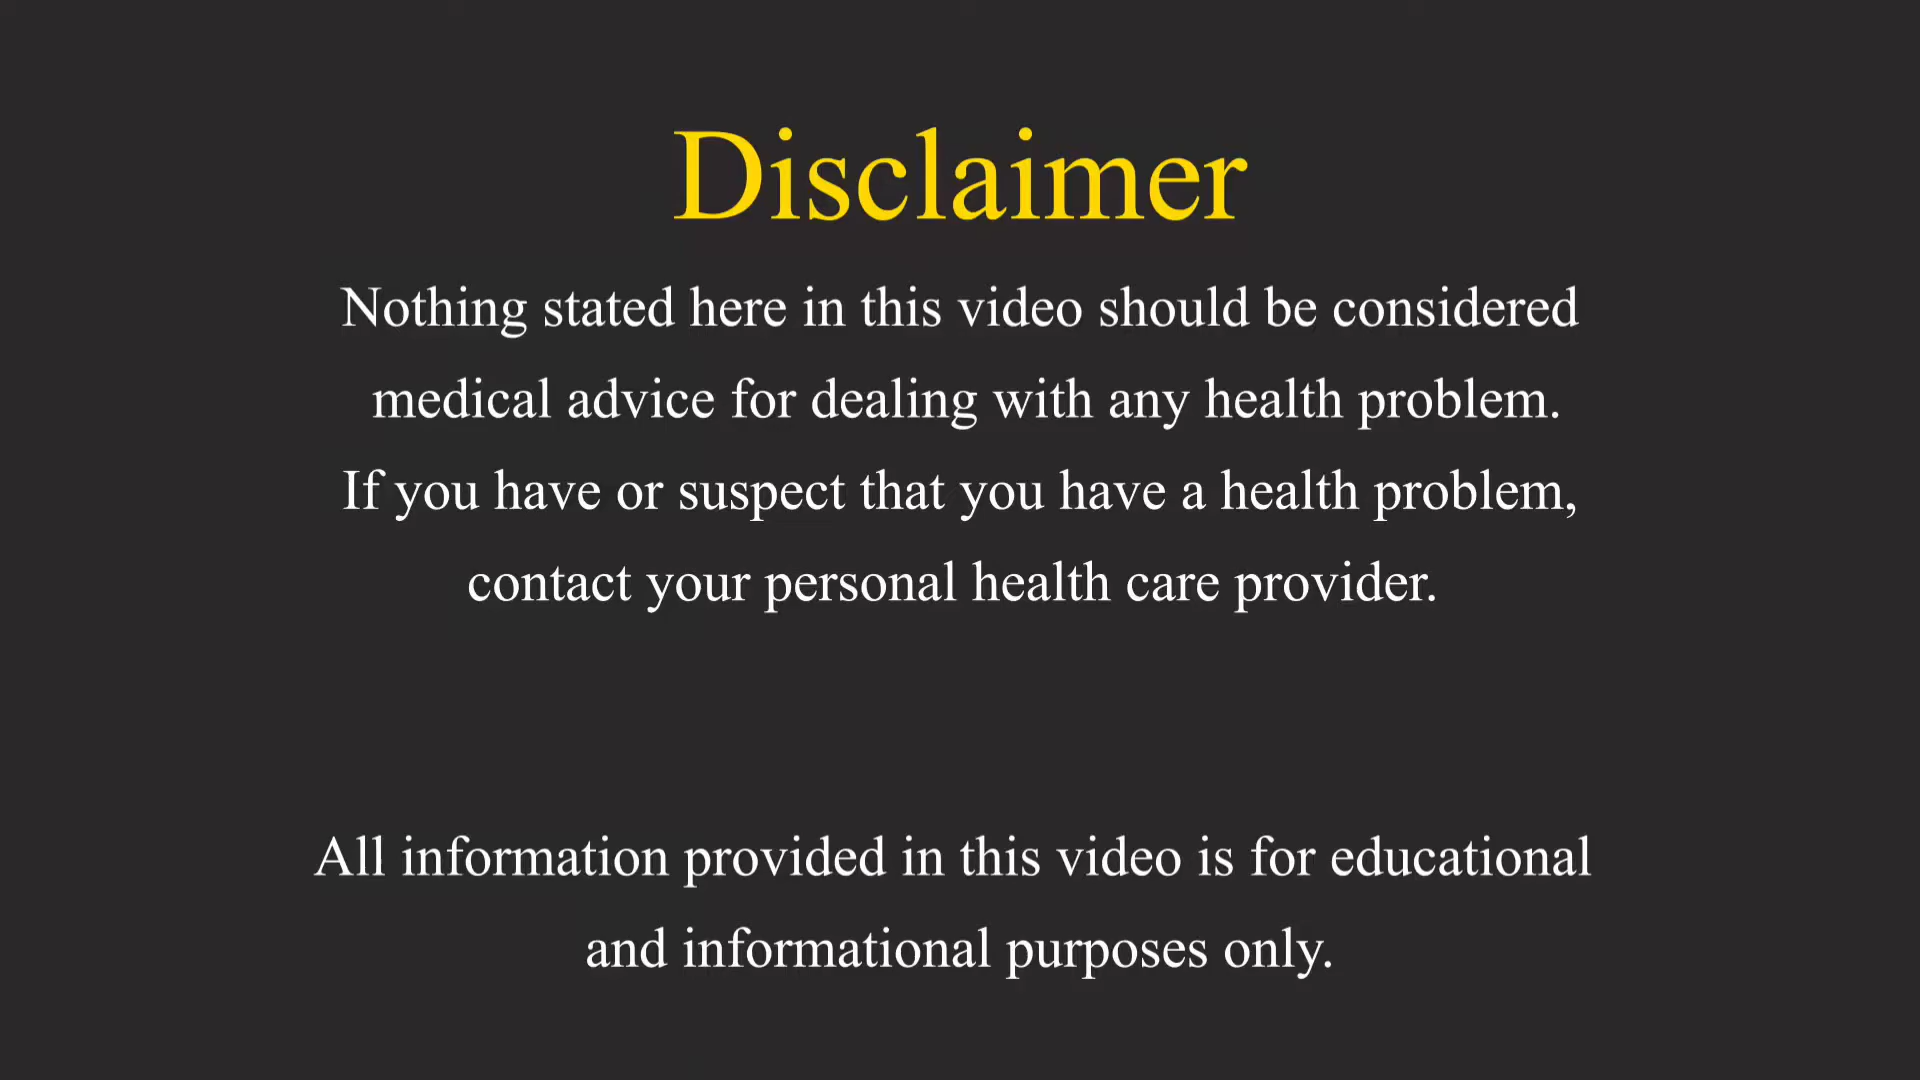 Disclaimer
Nothing stated here in this video should be considered
medical advice for dealing with any health problem.
If you have or suspect that you have a health problem,
contact your personal health care provider.
All information provided in this video is for educational
and informational purposes only.